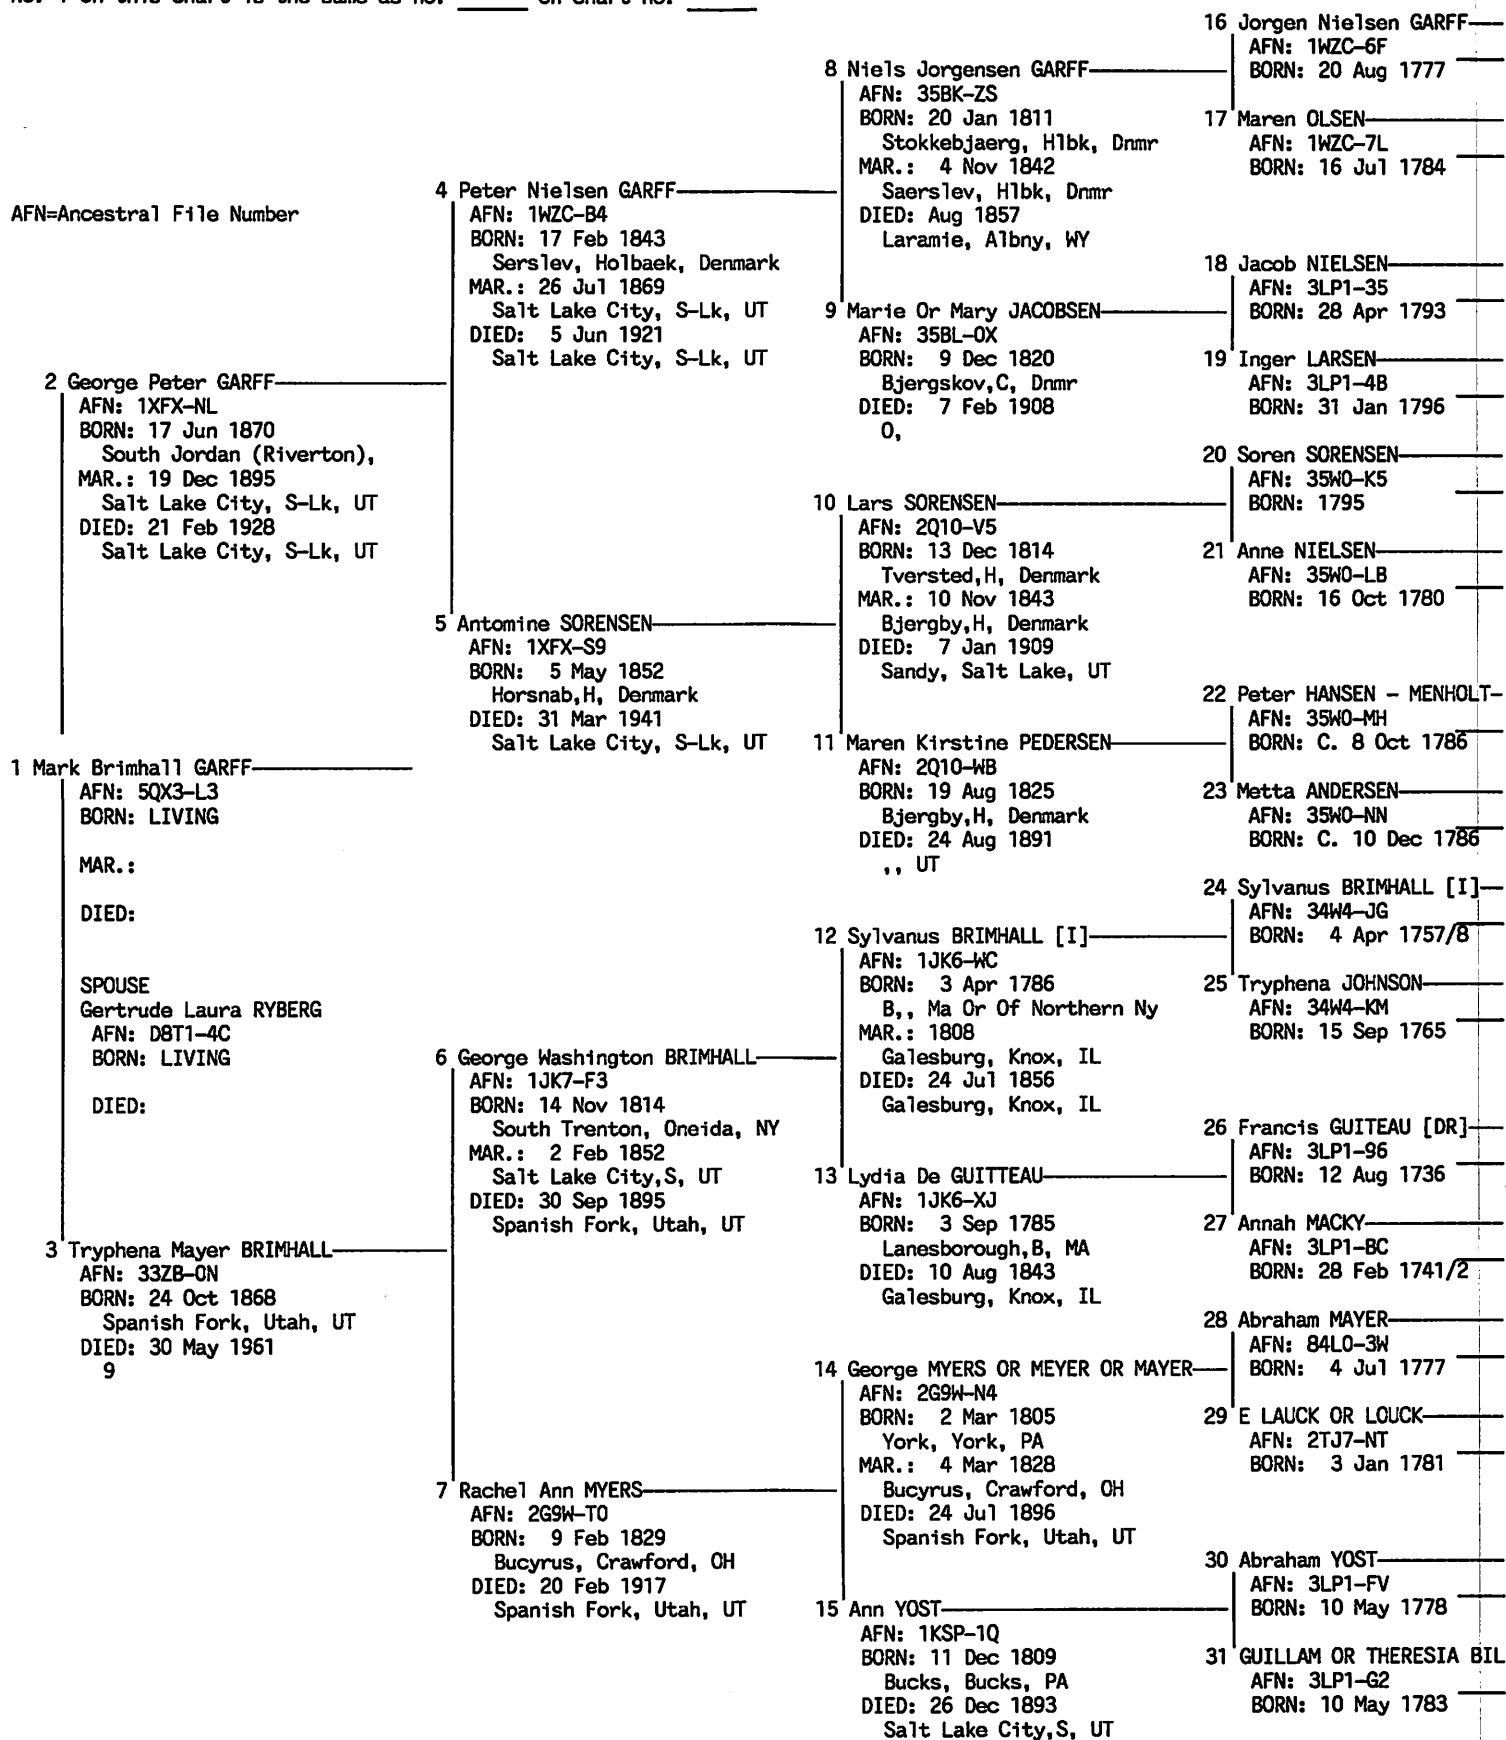 No. 1 on this chart is the same as no. ______ on chart no. ______
AFN=Ancestral File Number
1 Mark Brimhall GARFF
AFN: 5QX3-L3
BORN: LIVING
MAR.:
DIED:
SPOUSE
Gertrude Laura RYBERG
AFN: D8T1-4C
BORN: LIVING
DIED:
2 George Peter GARFF
AFN: 1XFX-NL
BORN: 17 Jun 1870
South Jordan (Riverton),
MAR.: 19 Dec 1895
Salt Lake City, S-Lk, UT
DIED: 21 Feb 1928
Salt Lake City, S-Lk, UT
3 Tryphena Mayer BRIMHALL
AFN: 33ZB-0N
BORN: 24 Oct 1868
Spanish Fork, Utah, UT
DIED: 30 May 1961
9
4 Peter Nielsen GARFF
AFN: 1WZC-B4
BORN: 17 Feb 1843
Serslev, Holbaek, Denmark
MAR.: 26 Jul 1869
Salt Lake City, S-Lk, UT
DIED: 5 Jun 1921
Salt Lake City, S-Lk, UT
5 Antomine SORENSEN
AFN: 1XFX-S9
BORN: 5 May 1852
Horsnab,H, Denmark
DIED: 31 Mar 1941
Salt Lake City, S-Lk, UT
6 George Washington BRIMHALL
AFN: 1JK7-F3
BORN: 14 Nov 1814
South Trenton, Oneida, NY
MAR.: 2 Feb 1852
Salt Lake City,S, UT
DIED: 30 Sep 1895
Spanish Fork, Utah, UT
7 Rachel Ann MYERS
AFN: 2G9W-T0
BORN: 9 Feb 1829
Bucyrus, Crawford, OH
DIED: 20 Feb 1917
Spanish Fork, Utah, UT
8 Niels Jorgensen GARFF
AFN: 35BK-ZS
BORN: 20 Jan 1811
Stokkebjaerg, Hlbk, Dnmr
MAR.: 4 Nov 1842
Saerslev, Hlbk, Dnmr
DIED: Aug 1857
Laramie, Albny, WY
9 Marie Or Mary JACOBSEN
AFN: 35BL-0X
BORN: 9 Dec 1820
Bjergskov,C, Dnmr
DIED: 7 Feb 1908
O,
10 Lars SORENSEN
AFN: 2Q10-V5
BORN: 13 Dec 1814
Tversted,H, Denmark
MAR.: 10 Nov 1843
Bjergby,H, Denmark
DIED: 7 Jan 1909
Sandy, Salt Lake, UT
11 Maren Kirstine PEDERSEN
AFN: 2Q10-WB
BORN: 19 Aug 1825
Bjergby,H, Denmark
DIED: 24 Aug 1891
,, UT
12 Sylvanus BRIMHALL [I]
AFN: 1JK6-WC
BORN: 3 Apr 1786
B,, Ma Or Of Northern Ny
MAR.: 1808
Galesburg, Knox, IL
DIED: 24 Jul 1856
Galesburg, Knox, IL
13 Lydia De GUITTEAU
AFN: 1JK6-XJ
BORN: 3 Sep 1785
Lanesborough,B, MA
DIED: 10 Aug 1843
Galesburg, Knox, IL
14 George MYERS OR MEYER OR MAYER
AFN: 2G9W-N4
BORN: 2 Mar 1805
York, York, PA
MAR.: 4 Mar 1828
Bucyrus, Crawford, OH
DIED: 24 Jul 1896
Spanish Fork, Utah, UT
15 Ann YOST
AFN: 1KSP-1Q
BORN: 11 Dec 1809
Bucks, Bucks, PA
DIED: 26 Dec 1893
Salt Lake City,S, UT
16 Jorgen Nielsen GARFF
AFN: 1WZC-6F
BORN: 20 Aug 1777
17 Maren OLSEN
AFN: 1WZC-7L
BORN: 16 Jul 1784
18 Jacob NIELSEN
AFN: 3LP1-35
BORN: 28 Apr 1793
19 Inger LARSEN
AFN: 3LP1-4B
BORN: 31 Jan 1796
20 Soren SORENSEN
AFN: 35W0-K5
BORN: 1795
21 Anne NIELSEN
AFN: 35W0-LB
BORN: 16 Oct 1780
22 Peter HANSEN - MENHOLT-
AFN: 35W0-MH
BORN: C. 8 Oct 1786
23 Metta ANDERSEN
AFN: 35W0-NN
BORN: C. 10 Dec 1786
24 Sylvanus BRIMHALL [I]
AFN: 34W4-JG
BORN: 4 Apr 1757/8
25 Tryphena JOHNSON
AFN: 34W4-KM
BORN: 15 Sep 1765
26 Francis GUITEAU [DR]
AFN: 3LP1-96
BORN: 12 Aug 1736
27 Annah MACKY
AFN: 3LP1-BC
BORN: 28 Feb 1741/2
28 Abraham MAYER
AFN: 84L0-3W
BORN: 4 Jul 1777
29 E LAUCK OR LOUCK
AFN: 2TJ7-NT
BORN: 3 Jan 1781
30 Abraham YOST
AFN: 3LP1-FV
BORN: 10 May 1778
31 GUILLAM OR THERESIA BIL
AFN: 3LP1-G2
BORN: 10 May 1783